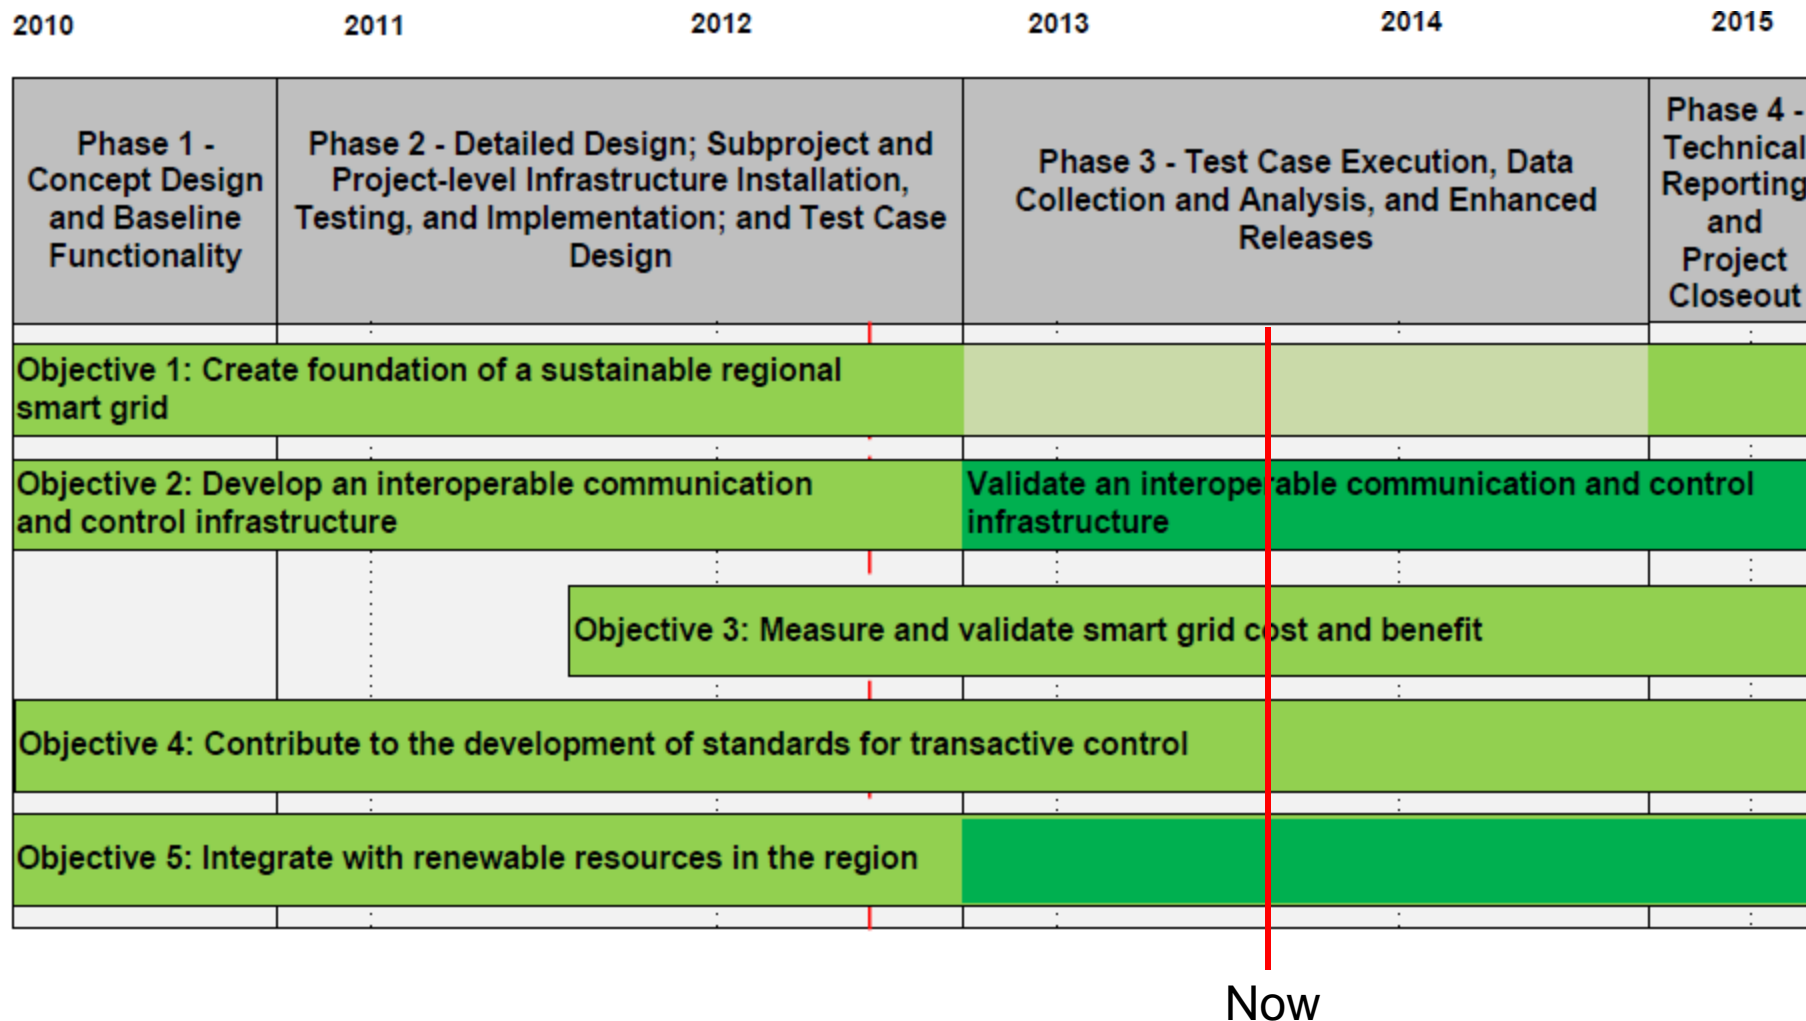 2010 2011 2012 2013 2014 2015
Phase 1 -
Concept Design
and Baseline
Functionality
Phase 2 - Detailed Design; Subproject and
Project-level Infrastructure Installation,
Testing, and Implementation; and Test Case
Design
Phase 3 - Test Case Execution, Data
Collection and Analysis, and Enhanced
Releases
Phase 4 -
Technical
Reporting
and
Project
Closeout
Objective 1: Create foundation of a sustainable regional
smart grid
Objective 2: Develop an interoperable communication
and control infrastructure
Validate an interoperable communication and control
infrastructure
Objective 3: Measure and validate smart grid cost and benefit
Objective 4: Contribute to the development of standards for transactive control
Objective 5: Integrate with renewable resources in the region
Now